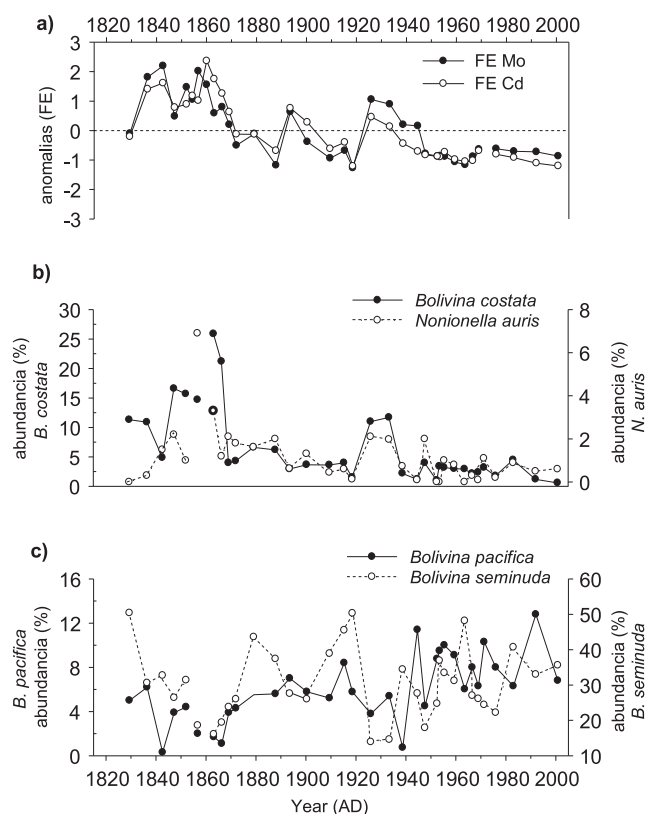 1820 1840 1860 1880 1900 1920 1940 1960 1980 2000
a)
3
2
1
0
-1
-2
-3
anomalias (FE)
FE Mo
FE Cd
b)
30
25
20
15
10
5
0
abundancia (%)
B. costata
Bolivina costata
Nonionella auris
8
6
4
2
0
abundancia (%)
N. auris
c)
16
12
8
4
0
B. pacifica
abundancia (%)
Bolivina pacifica
Bolivina seminuda
60
50
40
30
20
10
abundancia (%)
B. seminuda
1820 1840 1860 1880 1900 1920 1940 1960 1980 2000
Year (AD)